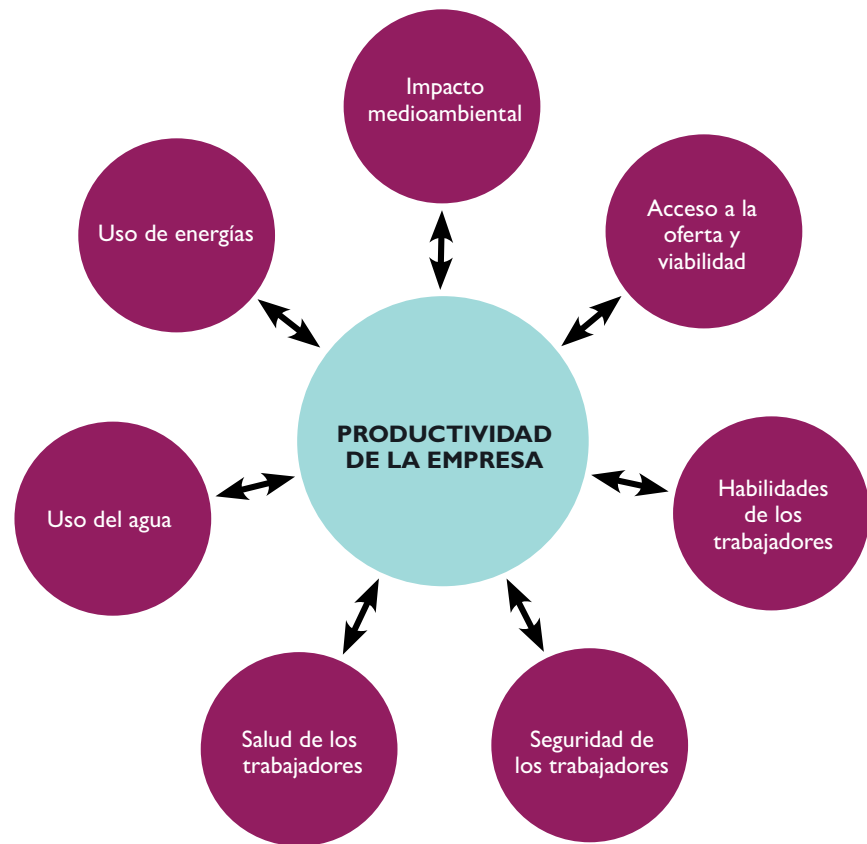 Impacto
medioambiental
Acceso a la
oferta y
viabilidad
Habilidades
de los
trabajadores
Seguridad de
los trabajadores
Salud de los
trabajadores
Uso del agua
Uso de energías
PRODUCTIVIDAD
DE LA EMPRESA